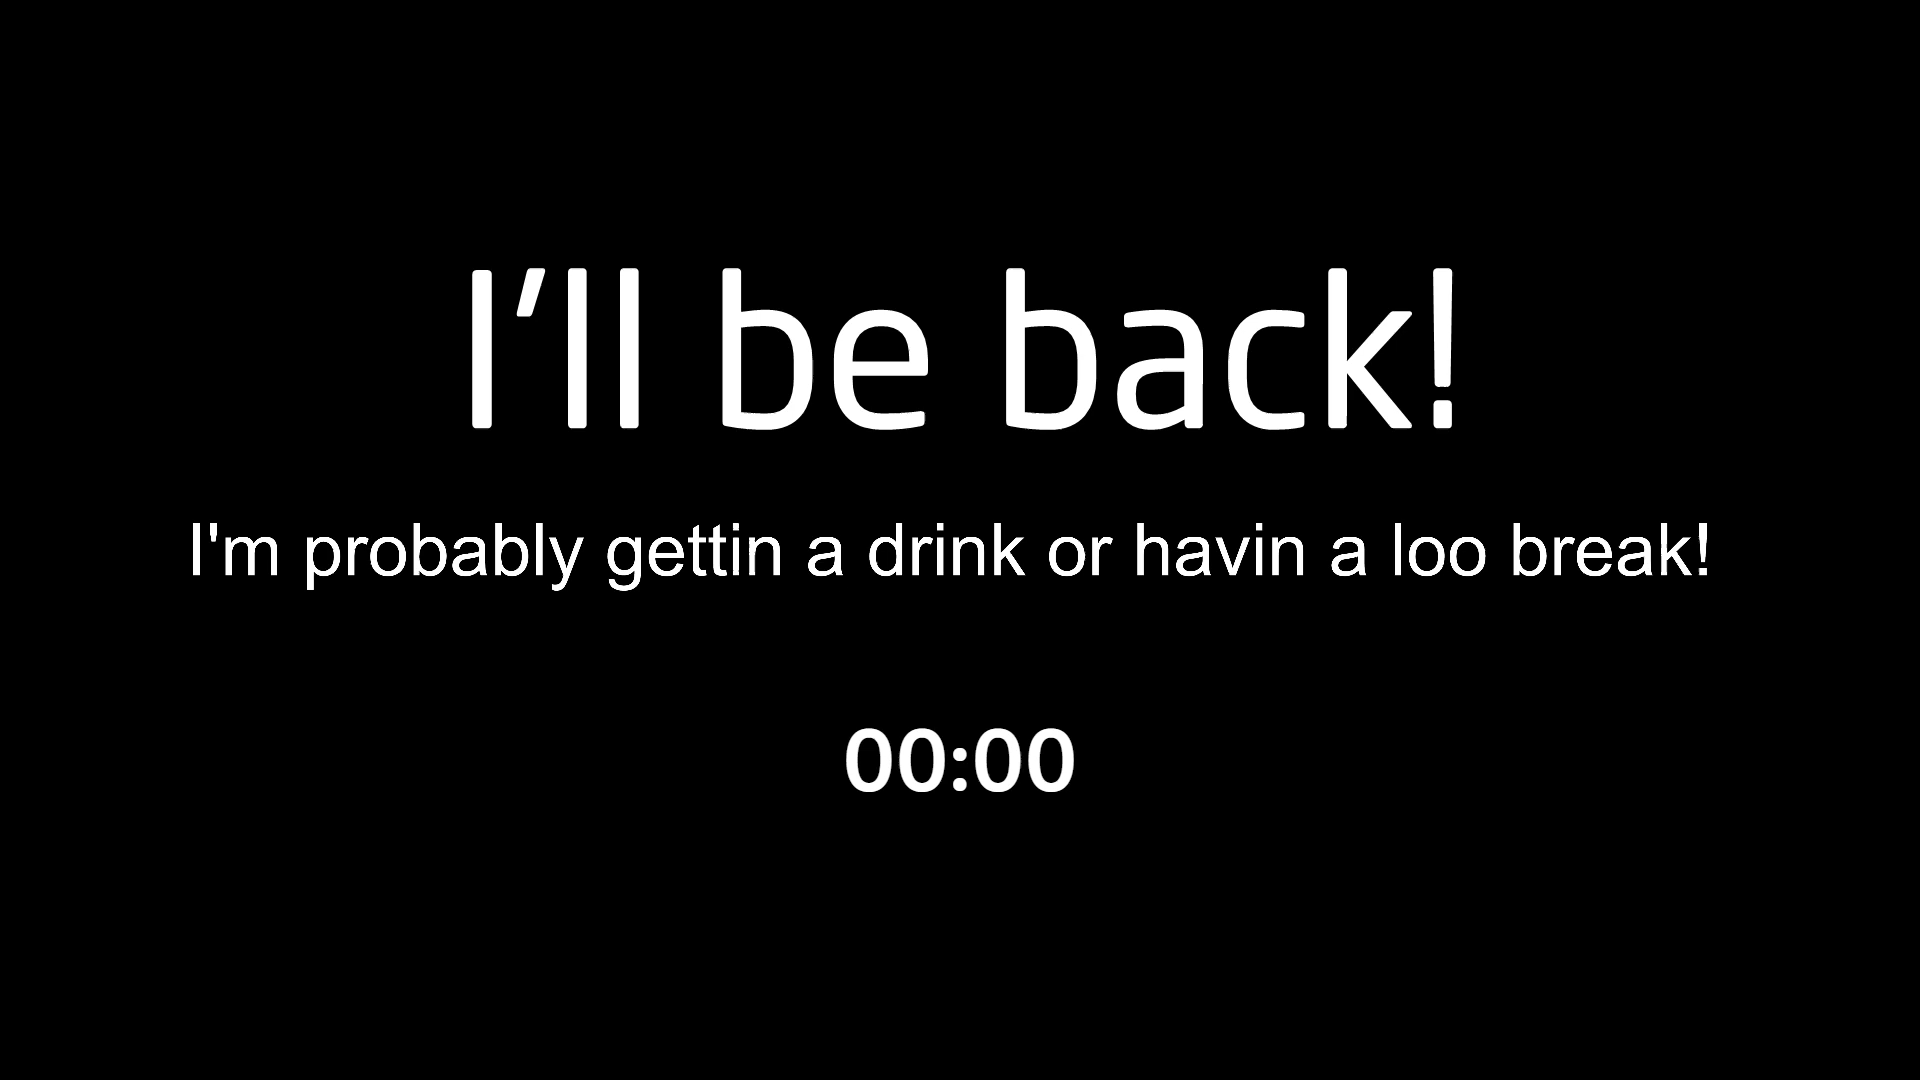 I’ll be back!
I'm probably gettin a drink or havin a loo break!
00:00